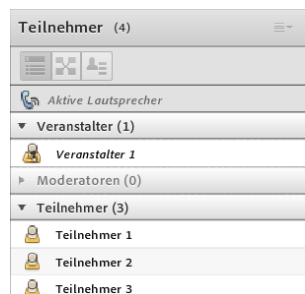 Teilnehmer (4)
Aktive Lautsprecher
Veranstalter (1)
Veranstalter 1
Moderatoren (0)
Teilnehmer (3)
Teilnehmer 1
Teilnehmer 2
Teilnehmer 3